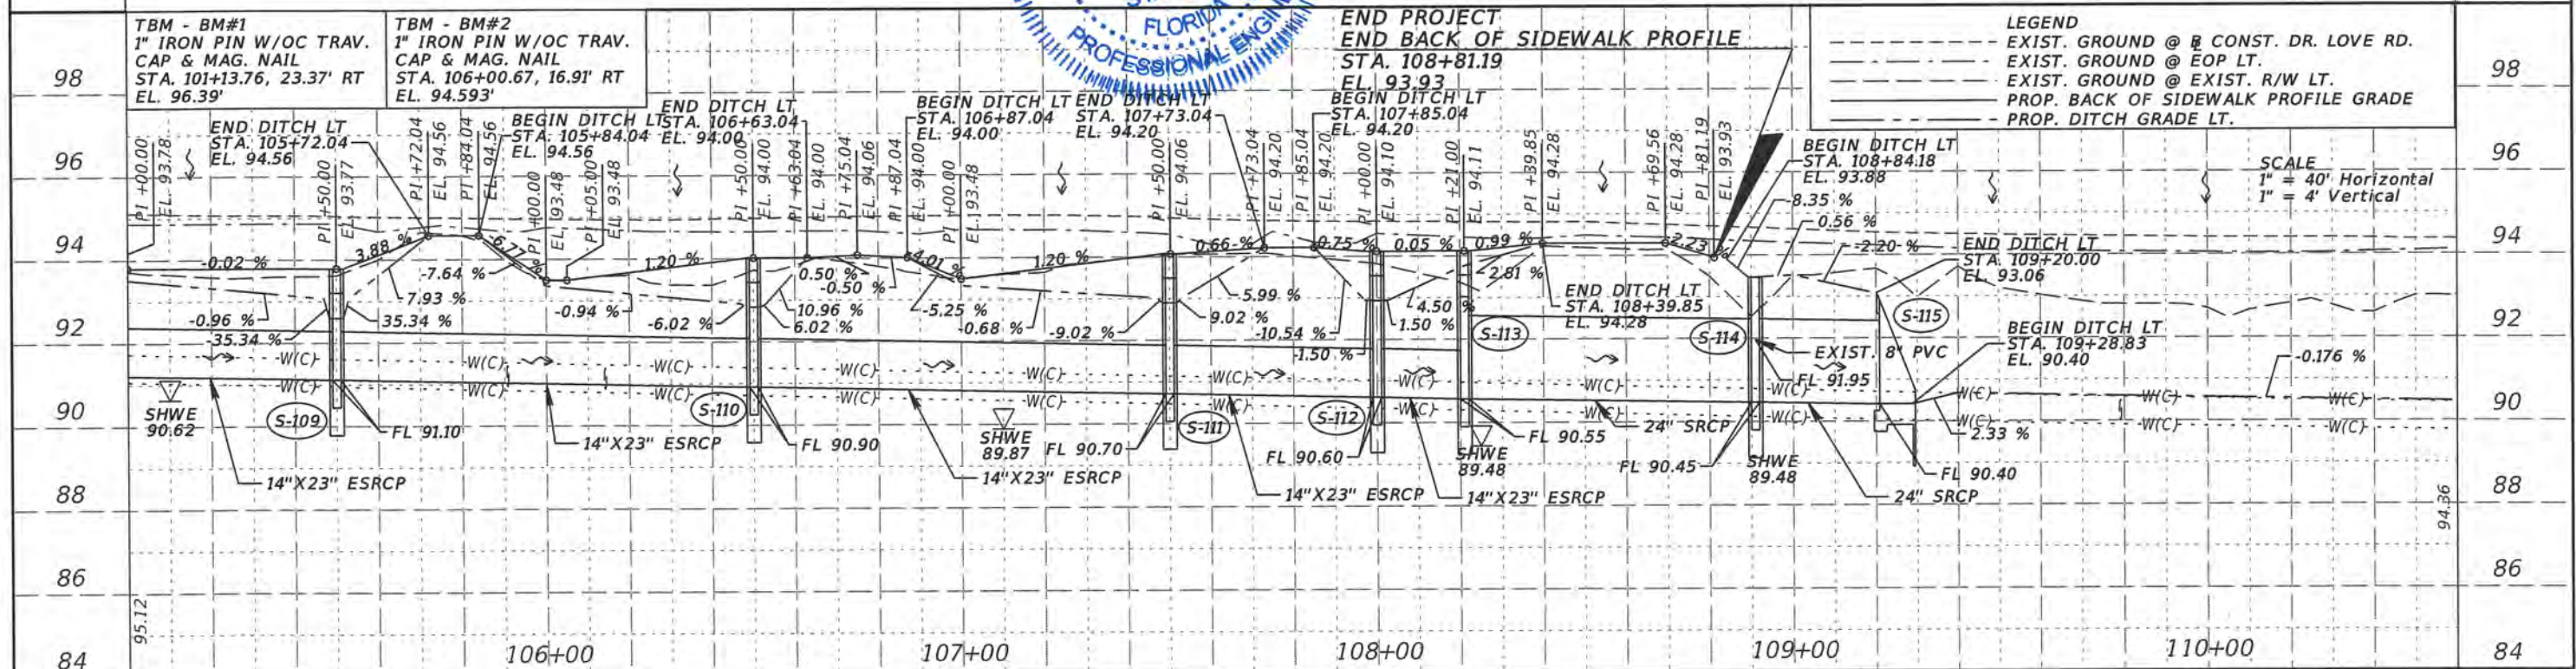 TBM - BM#1
1" IRON PIN W/OC TRAV.
CAP & MAG. NAIL
STA. 101+13.76, 23.37' RT
EL. 96.39'
TBM - BM#2
1" IRON PIN W/OC TRAV.
CAP & MAG. NAIL
STA. 106+00.67, 16.91' RT
EL. 94.593'
FLORIDA
PROFESSIONAL ENGIN
END PROJECT
END BACK OF SIDEWALK PROFILE
STA. 108+81.19
EL. 93.93
LEGEND
EXIST. GROUND @ ℄ CONST. DR. LOVE RD.
EXIST. GROUND @ EOP LT.
EXIST. GROUND @ EXIST. R/W LT.
PROP. BACK OF SIDEWALK PROFILE GRADE
PROP. DITCH GRADE LT.
SCALE
1" = 40' Horizontal
1" = 4' Vertical
98
96
94
92
90
88
86
84
98
96
94
92
90
88
86
84
END DITCH LT
STA. 105+72.04
EL. 94.56
BEGIN DITCH LT
STA. 105+84.04
EL. 94.56
END DITCH LT
STA. 106+63.04
EL. 94.00
BEGIN DITCH LT
STA. 106+87.04
EL. 94.00
END DITCH LT
STA. 107+73.04
EL. 94.20
BEGIN DITCH LT
STA. 107+85.04
EL. 94.20
BEGIN DITCH LT
STA. 108+84.18
EL. 93.88
END DITCH LT
STA. 109+20.00
EL. 93.06
END DITCH LT
STA. 108+39.85
EL. 94.28
BEGIN DITCH LT
STA. 109+28.83
EL. 90.40
PI +00.00
EL. 93.78
PI +50.00
EL 93.77
PI +72.04
EL 94.56
PI +84.04
EL 94.56
PI +00.00
EL 93.48
PI +05.00
EL 93.48
PI +50.00
EL. 94.00
PI +63.04
EL. 94.00
PI +75.04
EL. 94.06
PI +87.04
EL. 94.00
PI +00.00
EL. 93.48
PI +50.00
EL. 94.06
PI +73.04
EL. 94.20
PI +85.04
EL. 94.20
PI +00.00
EL 94.10
PI +21.00
EL. 94.11
PI +39.85
EL. 94.28
PI +69.56
EL. 94.28
PI +81.19
EL. 93.93
-0.02 %
3.88 %
-6.77 %
1.20 %
0.50 %
-0.50 %
-4.01 %
1.20 %
0.66 %
-0.75 %
0.05 %
0.99 %
-2.23 %
-8.35 %
0.56 %
-2.20 %
-7.64 %
7.93 %
-0.96 %
-35.34 %
35.34 %
-0.94 %
-6.02 %
10.96 %
6.02 %
-5.25 %
-0.68 %
-9.02 %
5.99 %
9.02 %
-10.54 %
-1.50 %
4.50 %
1.50 %
2.81 %
-0.176 %
2.33 %
S-109
S-110
S-111
S-112
S-113
S-114
S-115
EXIST. 8" PVC
FL 91.95
W(C) W(C) W(C) W(C) W(C) W(C) W(C) W(C) W(C) W(C) W(C) W(C)
W(C) W(C) W(C) W(C) W(C) W(C) W(C) W(C) W(C) W(C) W(C) W(C)
SHWE
90.62
FL 91.10
14"X23" ESRCP
14"X23" ESRCP
FL 90.90
SHWE
89.87
14"X23" ESRCP
FL 90.70
14"X23" ESRCP
FL 90.60
14"X23" ESRCP
SHWE
89.48
FL 90.55
24" SRCP
FL 90.45
SHWE
89.48
24" SRCP
FL 90.40
95.12
94.36
106+00
107+00
108+00
109+00
110+00